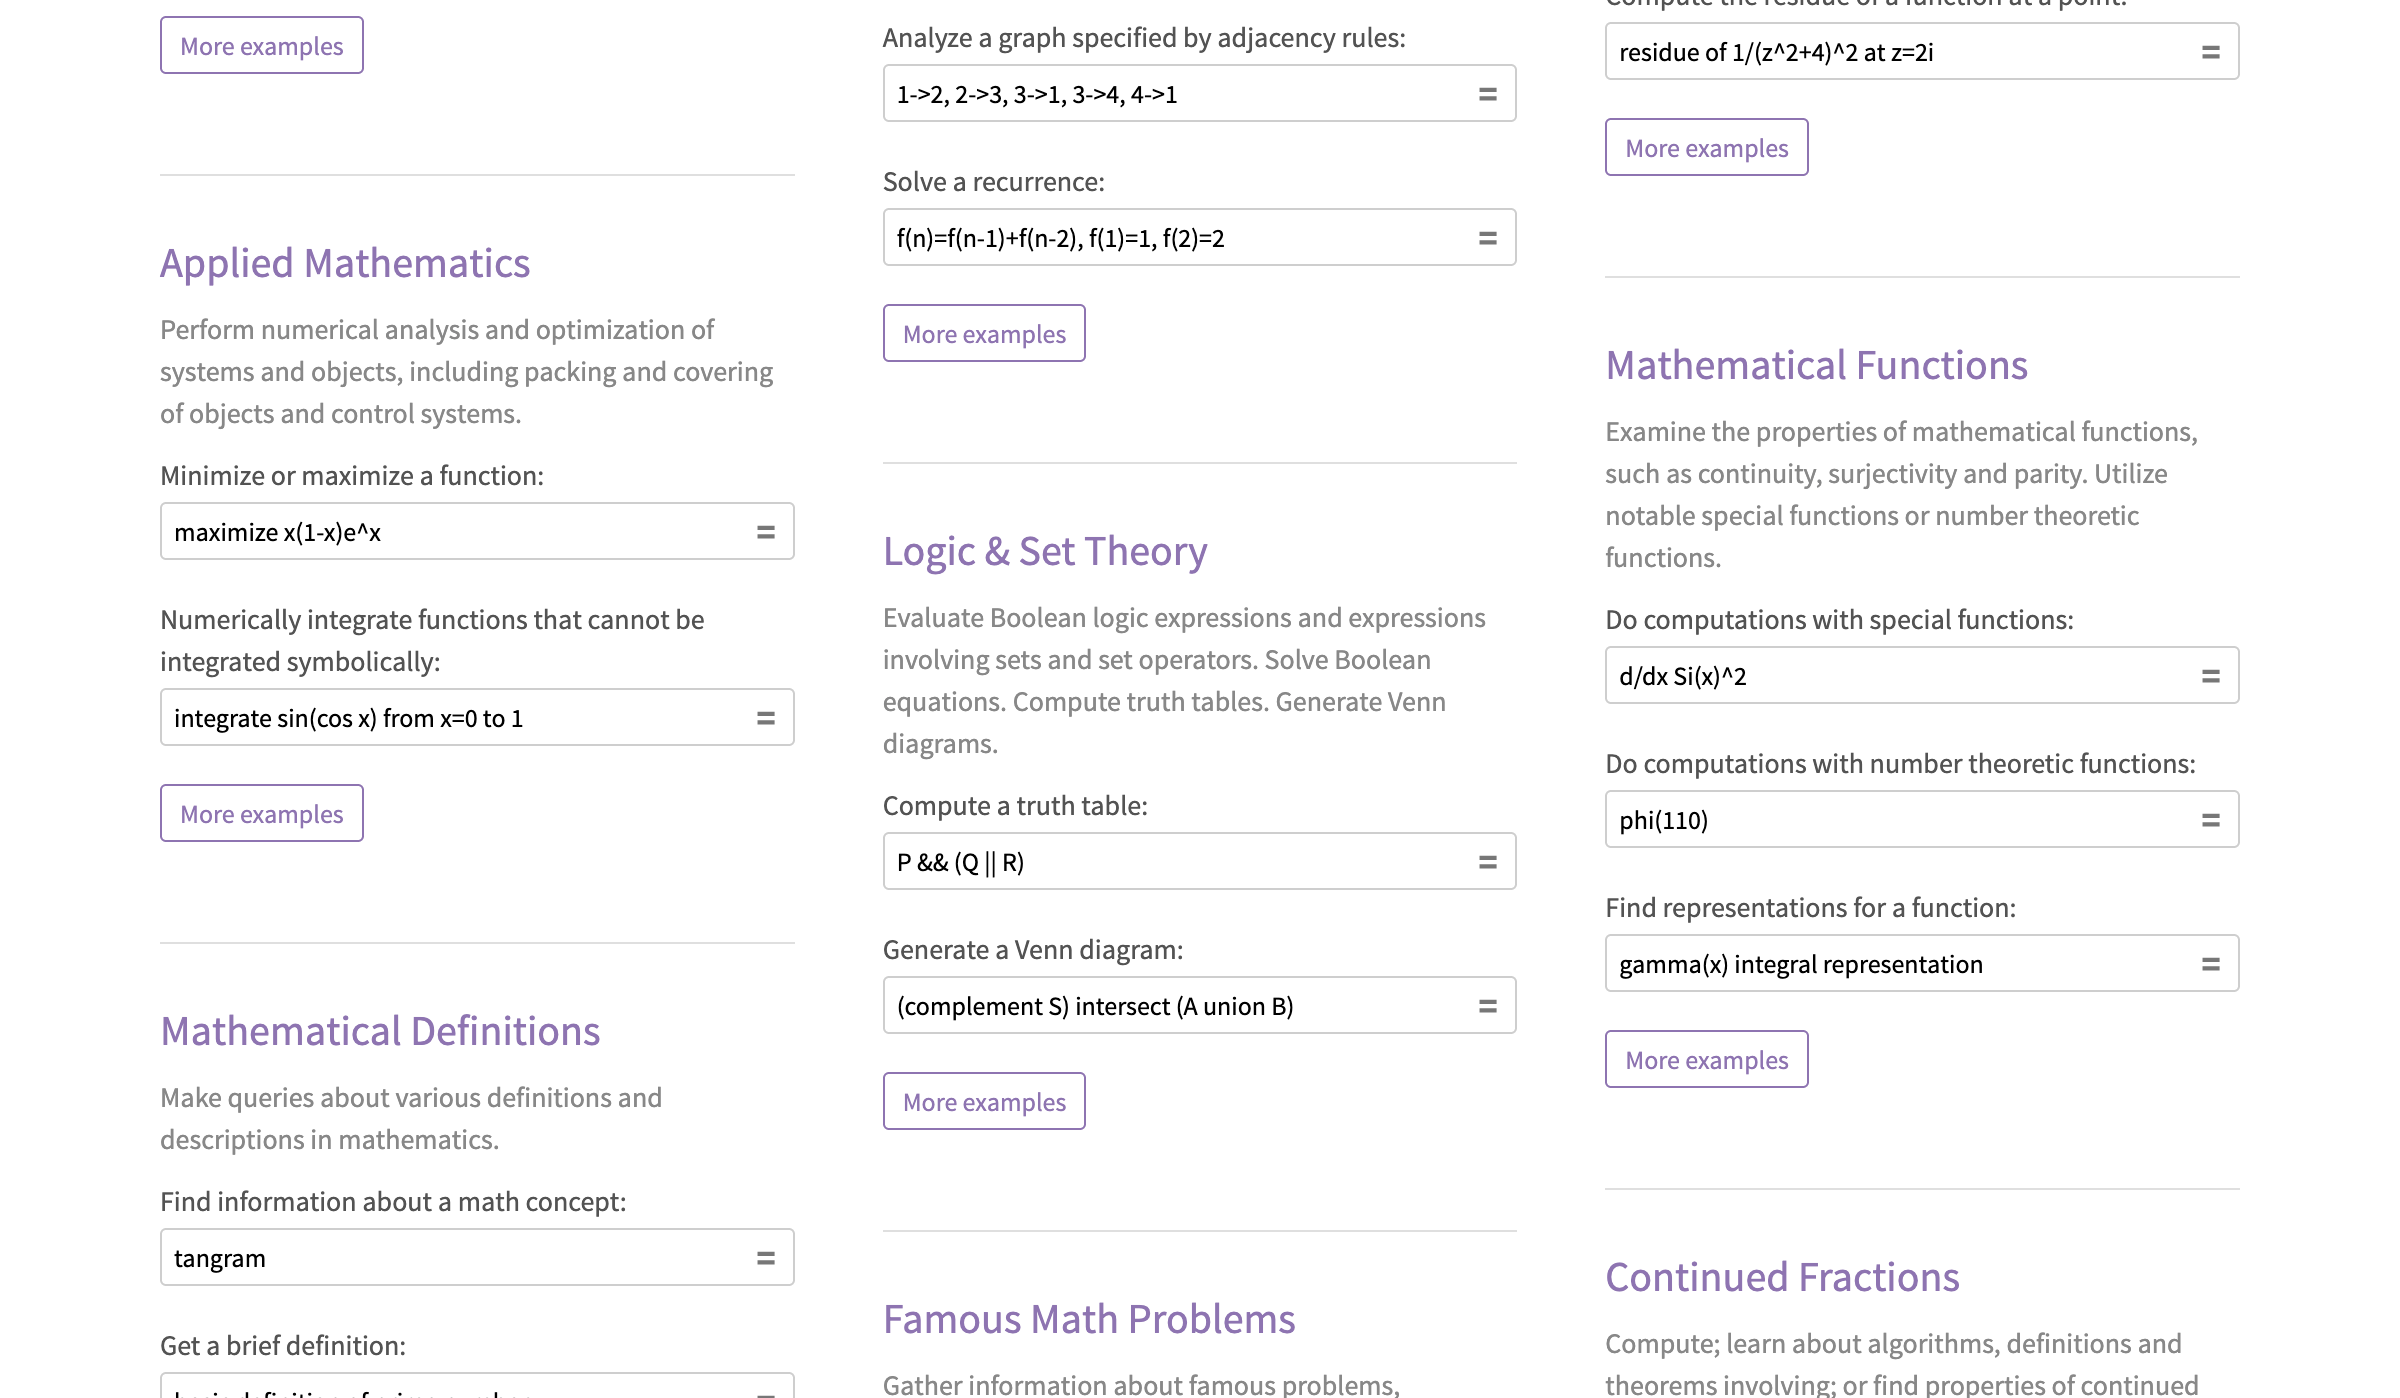 More examples
Applied Mathematics
Perform numerical analysis and optimization of
systems and objects, including packing and covering
of objects and control systems.
Minimize or maximize a function:
maximize x(1-x)e^x
=
Numerically integrate functions that cannot be
integrated symbolically:
integrate sin(cos x) from x=0 to 1
=
More examples
Mathematical Definitions
Make queries about various definitions and
descriptions in mathematics.
Find information about a math concept:
tangram
=
Get a brief definition:
Analyze a graph specified by adjacency rules:
1->2, 2->3, 3->1, 3->4, 4->1
=
Solve a recurrence:
f(n)=f(n-1)+f(n-2), f(1)=1, f(2)=2
=
More examples
Logic & Set Theory
Evaluate Boolean logic expressions and expressions
involving sets and set operators. Solve Boolean
equations. Compute truth tables. Generate Venn
diagrams.
Compute a truth table:
P && (Q || R)
=
Generate a Venn diagram:
(complement S) intersect (A union B)
=
More examples
Famous Math Problems
Gather information about famous problems,
Compute the residue of a function at a point:
residue of 1/(z^2+4)^2 at z=2i
=
More examples
Mathematical Functions
Examine the properties of mathematical functions,
such as continuity, surjectivity and parity. Utilize
notable special functions or number theoretic
functions.
Do computations with special functions:
d/dx Si(x)^2
=
Do computations with number theoretic functions:
phi(110)
=
Find representations for a function:
gamma(x) integral representation
=
More examples
Continued Fractions
Compute; learn about algorithms, definitions and
theorems involving; or find properties of continued